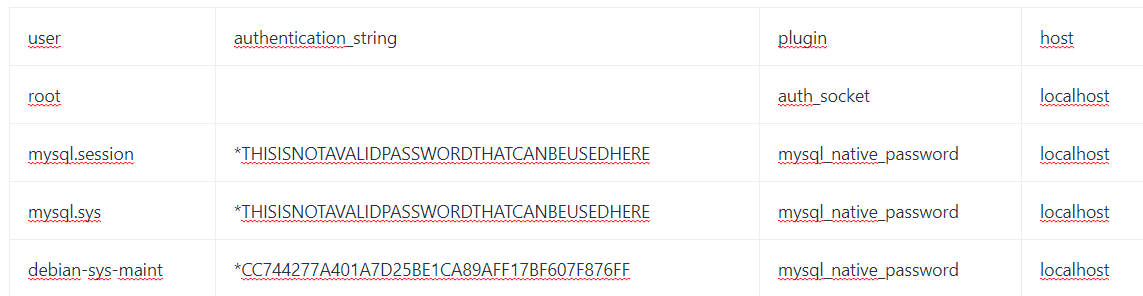 user authentication_string plugin host
root auth_socket localhost
mysql.session *THISISNOTAVALIDPASSWORDTHATCANBEUSEDHERE mysql_native_password localhost
mysql.sys *THISISNOTAVALIDPASSWORDTHATCANBEUSEDHERE mysql_native_password localhost
debian-sys-maint *CC744277A401A7D25BE1CA89AFF17BF607F876FF mysql_native_password localhost